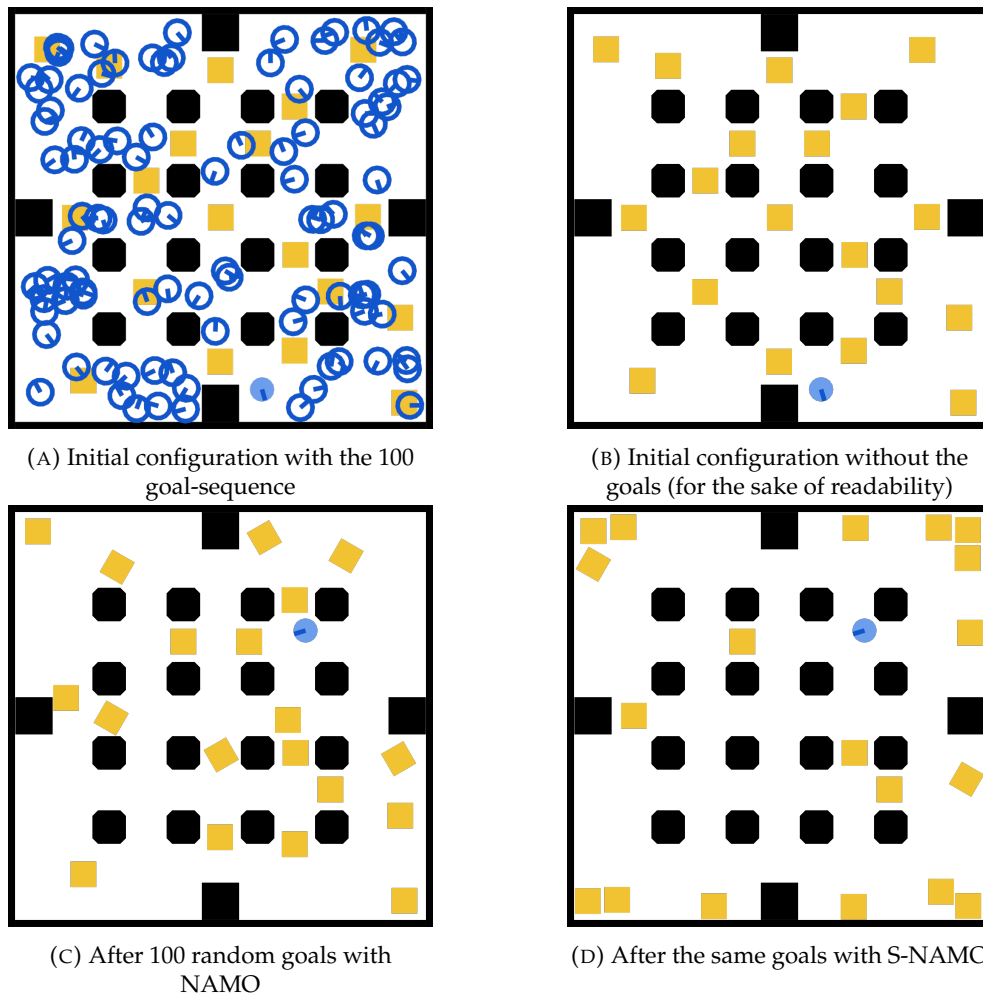 (A) Initial configuration with the 100
goal-sequence
(B) Initial configuration without the
goals (for the sake of readability)
(C) After 100 random goals with
NAMO
(D) After the same goals with S-NAMO